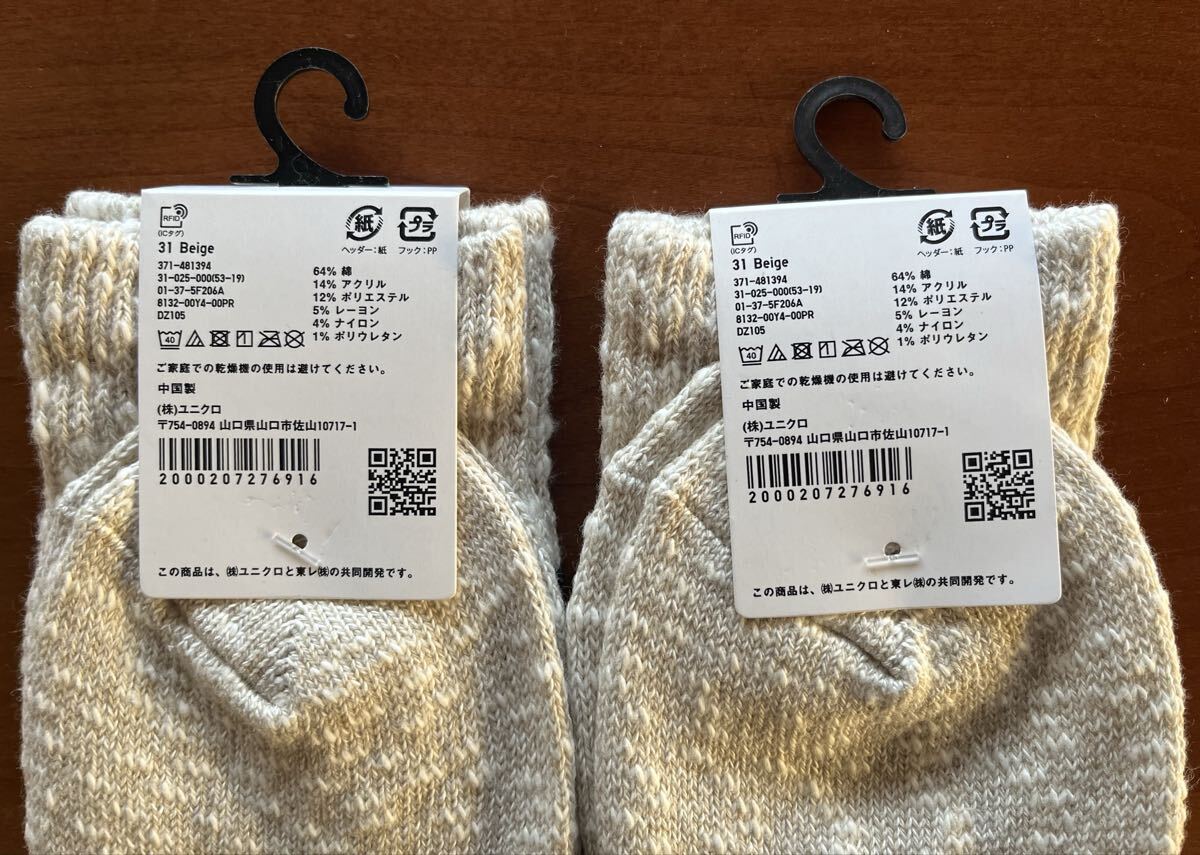 RFID
(ICタグ)
紙
ヘッダー:紙
プラ
フック:PP
31 Beige
371-481394
31-025-000(53-19)
01-37-5F206A
8132-00Y4-00PR
DZ105
64% 綿
14% アクリル
12% ポリエステル
5% レーヨン
4% ナイロン
1% ポリウレタン
40
ご家庭での乾燥機の使用は避けてください。
中国製
(株)ユニクロ
〒754-0894 山口県山口市佐山10717-1
2000207276916
この商品は、㈱ユニクロと東レ㈱の共同開発です。
RFID
(ICタグ)
紙
ヘッダー:紙
プラ
フック:PP
31 Beige
371-481394
31-025-000(53-19)
01-37-5F206A
8132-00Y4-00PR
DZ105
64% 綿
14% アクリル
12% ポリエステル
5% レーヨン
4% ナイロン
1% ポリウレタン
40
ご家庭での乾燥機の使用は避けてください。
中国製
(株)ユニクロ
〒754-0894 山口県山口市佐山10717-1
2000207276916
この商品は、㈱ユニクロと東レ㈱の共同開発です。